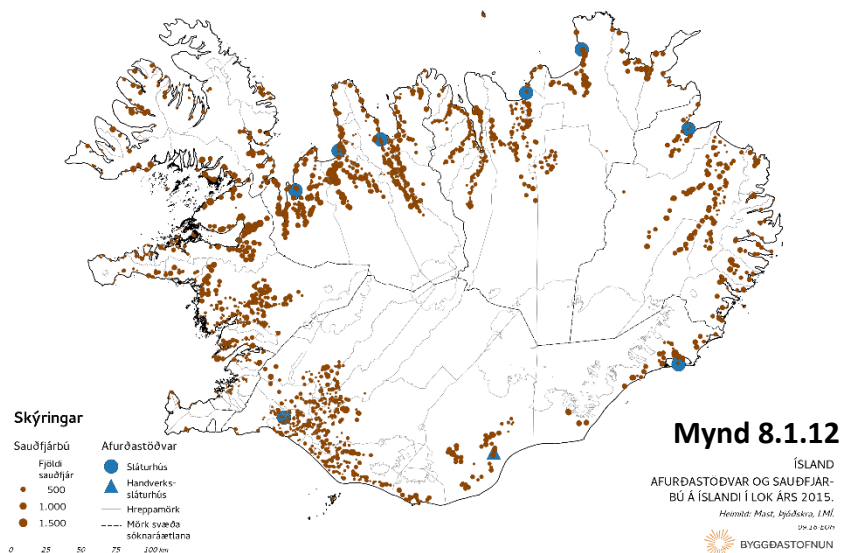 Skýringar
Sauðfjárbú
Fjöldi
sauðfjár
500
1.000
1.500
Afurðastöðvar
Sláturhús
Handverks-
sláturhús
Hreppamörk
Mörk svæða
sóknaráætlana
0 25 50 75 100 km
Mynd 8.1.12
ÍSLAND
AFURÐASTÖÐVAR OG SAUÐFJÁR-
BÚ Á ÍSLANDI Í LOK ÁRS 2015.
Heimild: Mast, Þjóðskra, LMÍ.
BYGGÐASTOFNUN